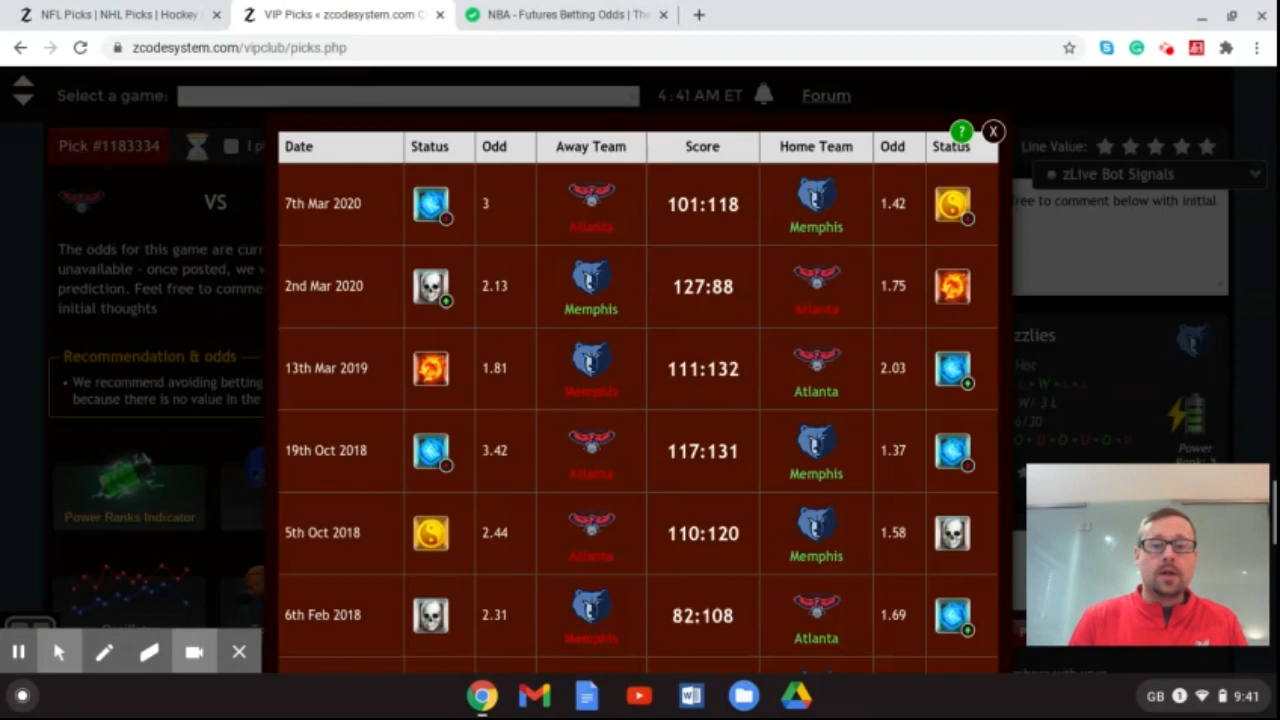 NFL Picks | NHL Picks | Hockey
VIP Picks « zcodesystem.com C
NBA - Futures Betting Odds | The
zcodesystem.com/vipclub/picks.php
Select a game:
4:41 AM ET
Forum
Pick #1183334
Line Value:
zLive Bot Signals
VS
free to comment below with initial
The odds for this game are curr
unavailable - once posted, we w
prediction. Feel free to comme
initial thoughts
Recommendation & odds
• We recommend avoiding betting
because there is no value in the
Power Ranks Indicator
zzlies
Hot
W/ 3 L
6/20
Power
Date Status Odd Away Team Score Home Team Odd Status
? X
7th Mar 2020 3 Atlanta 101:118 Memphis 1.42
2nd Mar 2020 2.13 Memphis 127:88 Atlanta 1.75
13th Mar 2019 1.81 Memphis 111:132 Atlanta 2.03
19th Oct 2018 3.42 Atlanta 117:131 Memphis 1.37
5th Oct 2018 2.44 Atlanta 110:120 Memphis 1.58
6th Feb 2018 2.31 Memphis 82:108 Atlanta 1.69
GB 1 9:41